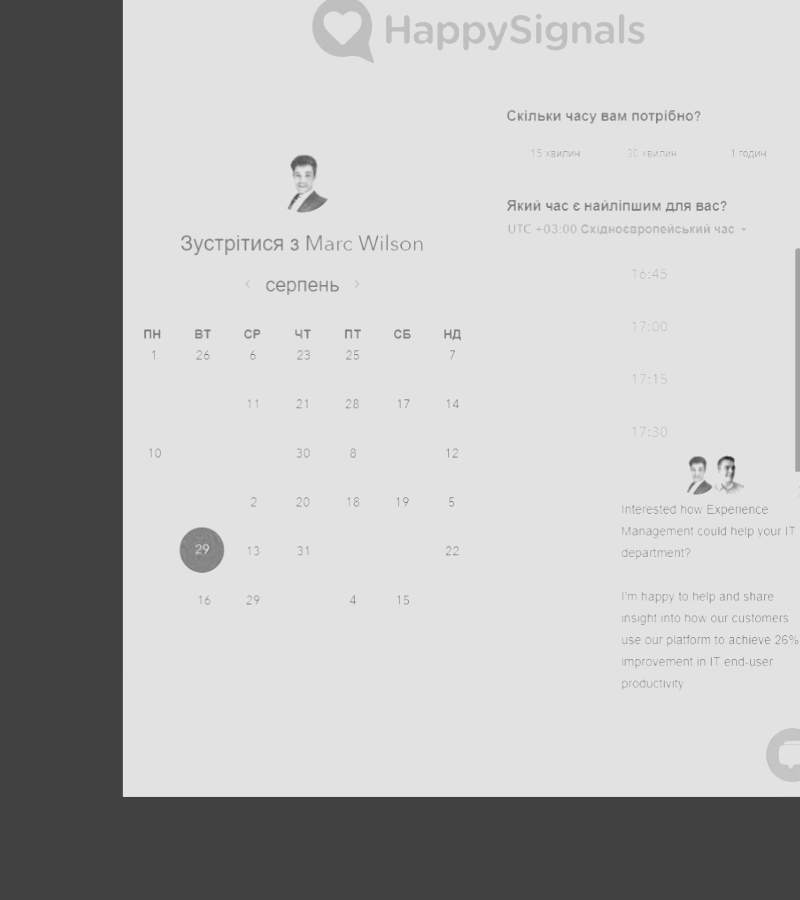 HappySignals
Зустрітися з Marc Wilson
серпень
ПН ВТ СР ЧТ ПТ СБ НД
1 26 6 23 25 7
11 21 28 17 14
10 30 8 12
2 20 18 19 5
29 13 31 22
16 29 4 15
Скільки часу вам потрібно?
15 хвилин 30 хвилин 1 годин
Який час є найліпшим для вас?
UTC +03:00 Східноєвропейський час
16:45
17:00
17:15
17:30
Interested how Experience
Management could help your IT
department?
I'm happy to help and share
insight into how our customers
use our platform to achieve 26%
improvement in IT end-user
productivity